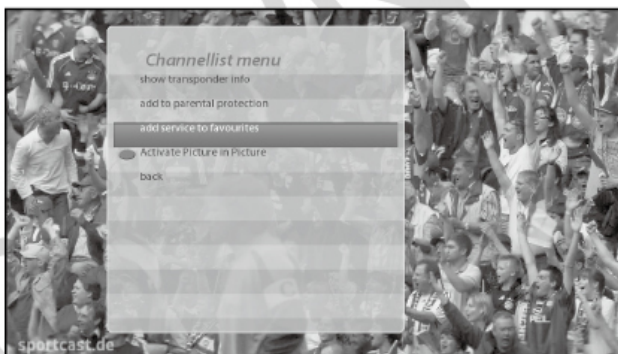 Channellist menu
show transponder info
add to parental protection
add service to favourites
Activate Picture in Picture
back
sportcast.de